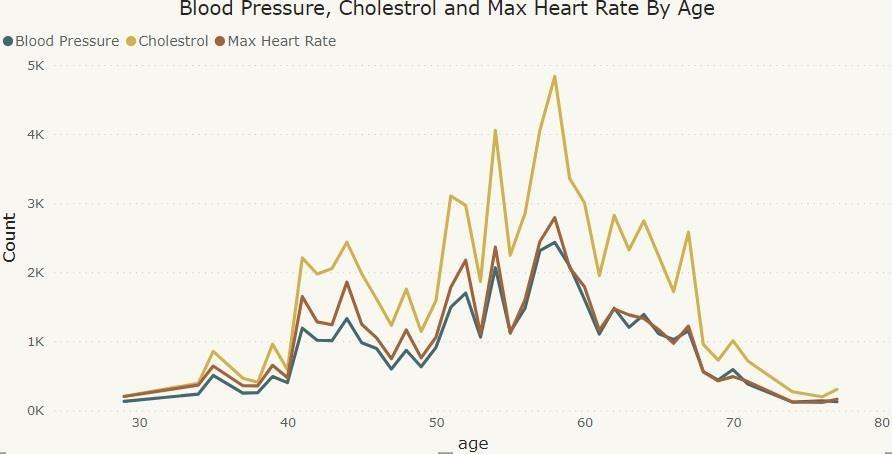 Blood Pressure, Cholestrol and Max Heart Rate By Age
Blood Pressure Cholestrol Max Heart Rate
5K
4K
3K
2K
1K
0K
Count
30 40 50 60 70 80
age